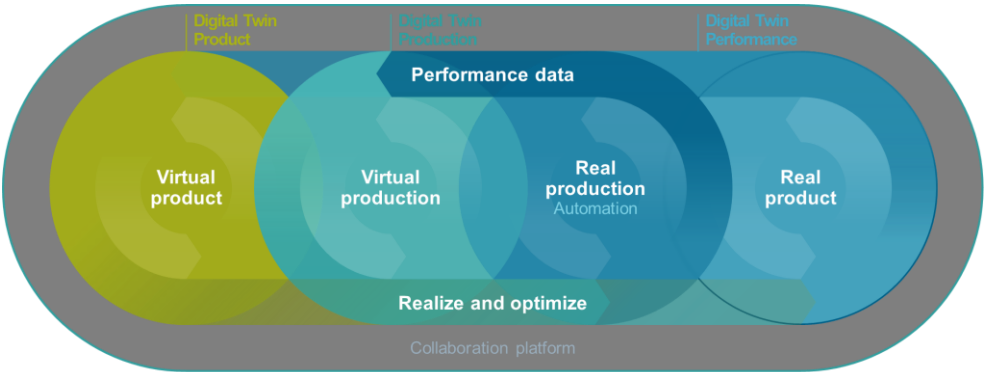 Digital Twin
Product
Digital Twin
Production
Digital Twin
Performance
Performance data
Virtual
product
Virtual
production
Real
production
Automation
Real
product
Realize and optimize
Collaboration platform